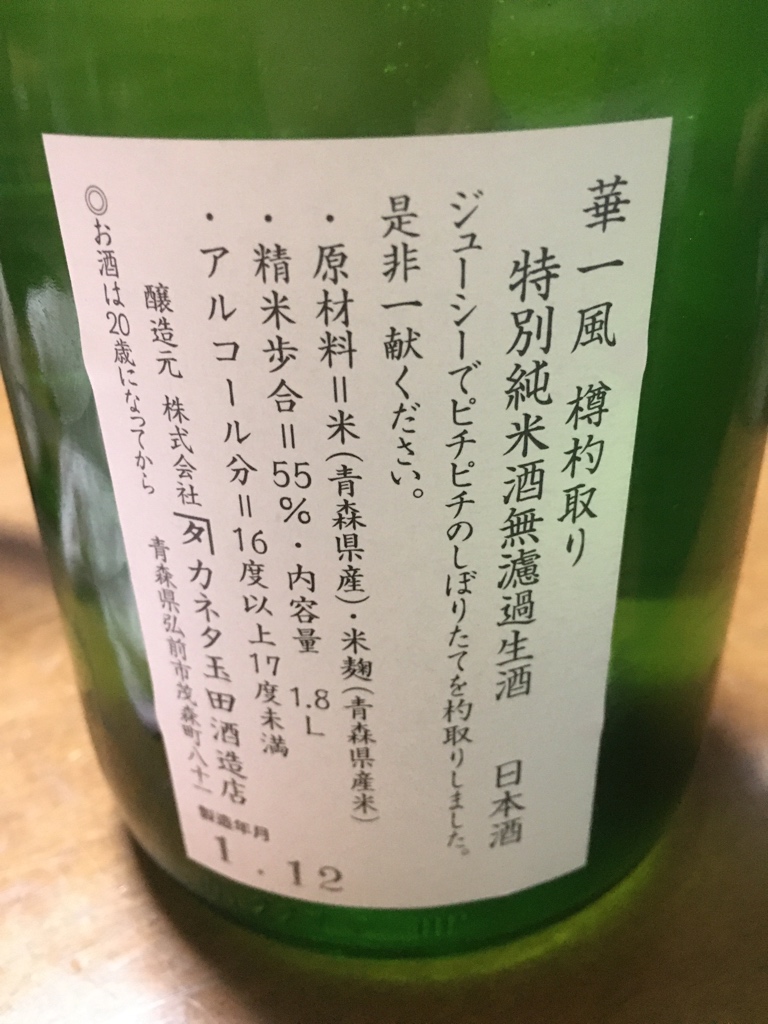 華一風 樽杓取り
特別純米酒無濾過生酒 日本酒
ジューシーでピチピチのしぼりたてを杓取りしました。
是非一献ください。
・原材料＝米(青森県産)・米麹(青森県産米)
・精米歩合＝55%・内容量 1.8L
・アルコール分＝16度以上17度未満
醸造元 株式会社 タ カネタ玉田酒造店
青森県弘前市茂森町八十一
◎お酒は20歳になってから
製造年月
1.12